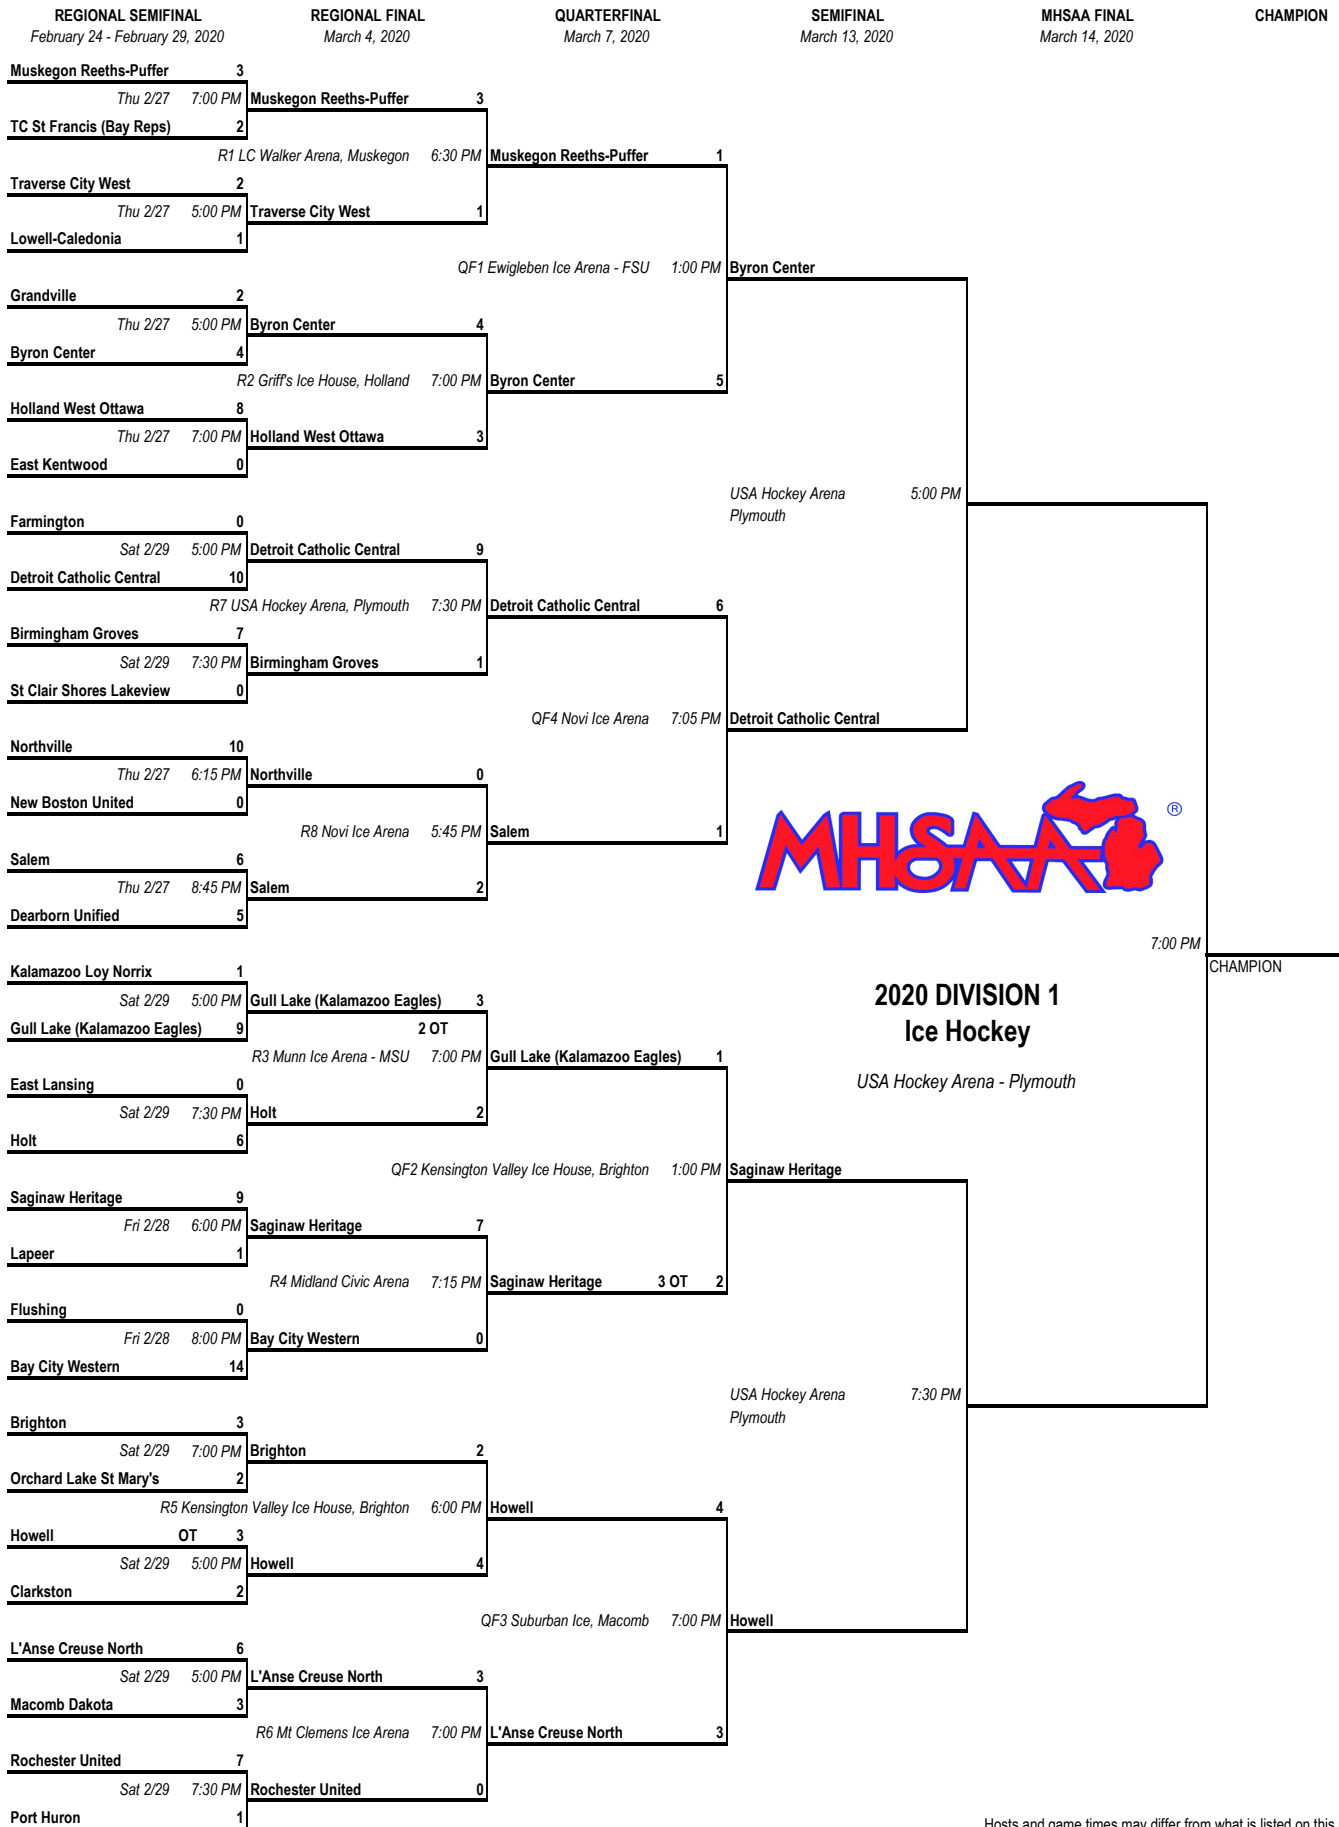 REGIONAL SEMIFINAL REGIONAL FINAL QUARTERFINAL SEMIFINAL MHSAA FINAL CHAMPION
February 24 - February 29, 2020 March 4, 2020 March 7, 2020 March 13, 2020 March 14, 2020
Muskegon Reeths-Puffer 3
Thu 2/27 7:00 PM Muskegon Reeths-Puffer 3
TC St Francis (Bay Reps) 2
R1 LC Walker Arena, Muskegon 6:30 PM Muskegon Reeths-Puffer 1
Traverse City West 2
Thu 2/27 5:00 PM Traverse City West 1
Lowell-Caledonia 1
QF1 Ewigleben Ice Arena - FSU 1:00 PM Byron Center
Grandville 2
Thu 2/27 5:00 PM Byron Center 4
Byron Center 4
R2 Griff's Ice House, Holland 7:00 PM Byron Center 5
Holland West Ottawa 8
Thu 2/27 7:00 PM Holland West Ottawa 3
East Kentwood 0
USA Hockey Arena 5:00 PM
Plymouth
Farmington 0
Sat 2/29 5:00 PM Detroit Catholic Central 9
Detroit Catholic Central 10
R7 USA Hockey Arena, Plymouth 7:30 PM Detroit Catholic Central 6
Birmingham Groves 7
Sat 2/29 7:30 PM Birmingham Groves 1
St Clair Shores Lakeview 0
QF4 Novi Ice Arena 7:05 PM Detroit Catholic Central
Northville 10
Thu 2/27 6:15 PM Northville 0
New Boston United 0
MHSAA ®
R8 Novi Ice Arena 5:45 PM Salem 1
Salem 6
Thu 2/27 8:45 PM Salem 2
Dearborn Unified 5
7:00 PM
CHAMPION
Kalamazoo Loy Norrix 1
Sat 2/29 5:00 PM Gull Lake (Kalamazoo Eagles) 3
2020 DIVISION 1
Gull Lake (Kalamazoo Eagles) 9 2 OT
Ice Hockey
R3 Munn Ice Arena - MSU 7:00 PM Gull Lake (Kalamazoo Eagles) 1
USA Hockey Arena - Plymouth
East Lansing 0
Sat 2/29 7:30 PM Holt 2
Holt 6
QF2 Kensington Valley Ice House, Brighton 1:00 PM Saginaw Heritage
Saginaw Heritage 9
Fri 2/28 6:00 PM Saginaw Heritage 7
Lapeer 1
R4 Midland Civic Arena 7:15 PM Saginaw Heritage 3 OT 2
Flushing 0
Fri 2/28 8:00 PM Bay City Western 0
Bay City Western 14
USA Hockey Arena 7:30 PM
Plymouth
Brighton 3
Sat 2/29 7:00 PM Brighton 2
Orchard Lake St Mary's 2
R5 Kensington Valley Ice House, Brighton 6:00 PM Howell 4
Howell OT 3
Sat 2/29 5:00 PM Howell 4
Clarkston 2
QF3 Suburban Ice, Macomb 7:00 PM Howell
L'Anse Creuse North 6
Sat 2/29 5:00 PM L'Anse Creuse North 3
Macomb Dakota 3
R6 Mt Clemens Ice Arena 7:00 PM L'Anse Creuse North 3
Rochester United 7
Sat 2/29 7:30 PM Rochester United 0
Port Huron 1
Hosts and game times may differ from what is listed on this